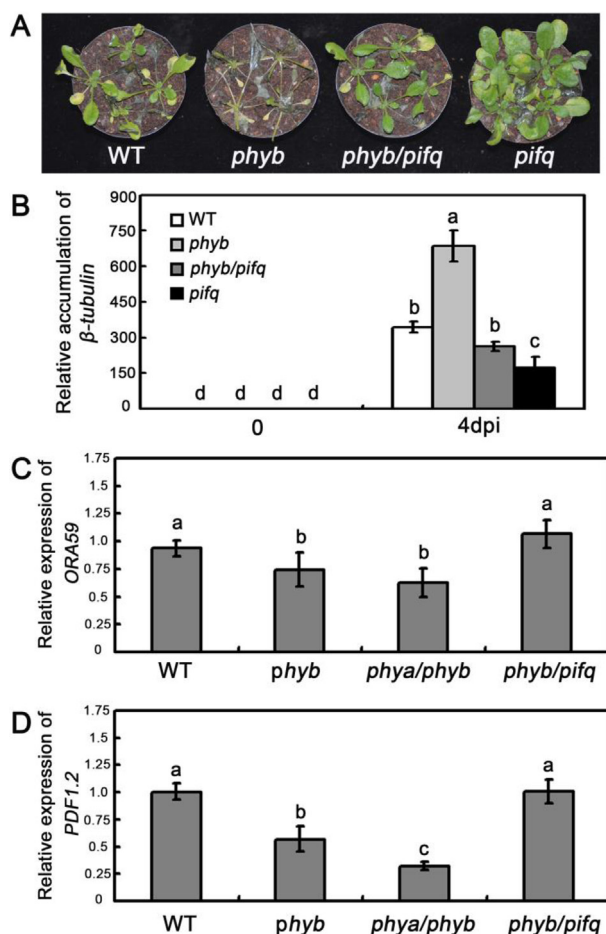 A
WT phyb phyb/pifq pifq
B
Relative accumulation of
β-tubulin
900
750
600
450
300
150
0
WT
phyb
phyb/pifq
pifq
d d d d
b a b c
0 4dpi
C
Relative expression of
ORA59
1.75
1.5
1.25
1.0
0.75
0.5
0.25
0
a b b a
WT phyb phya/phyb phyb/pifq
D
Relative expression of
PDF1.2
1.75
1.5
1.25
1.0
0.75
0.5
0.25
0
a b c a
WT phyb phya/phyb phyb/pifq